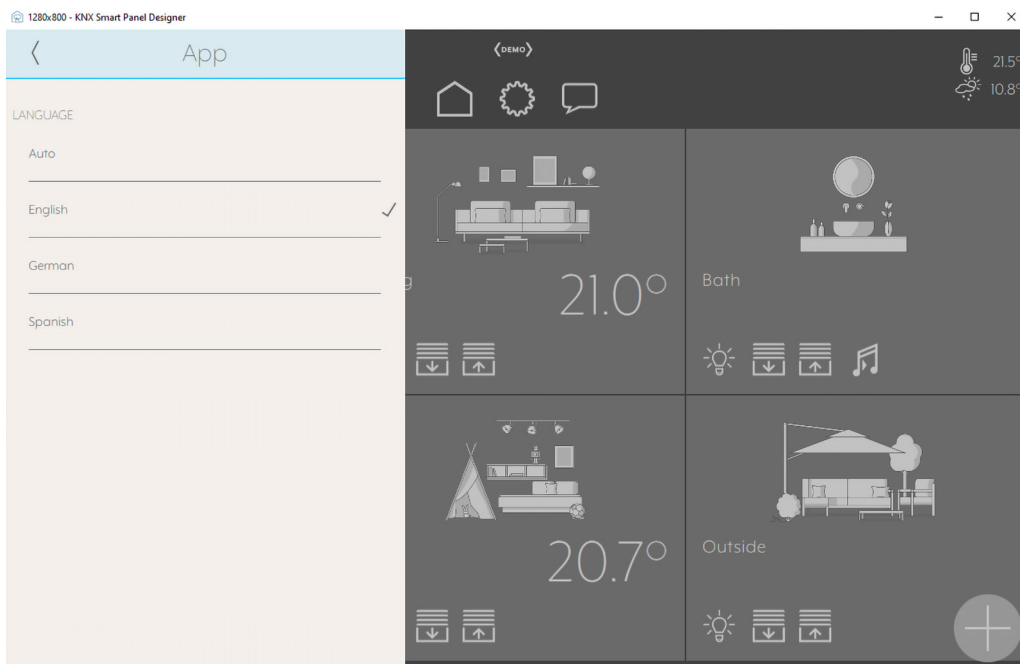 1280x800 - KNX Smart Panel Designer
App
LANGUAGE
Auto
English
German
Spanish
DEMO
21.5°
10.8°
g
21.0°
Bath
20.7°
Outside